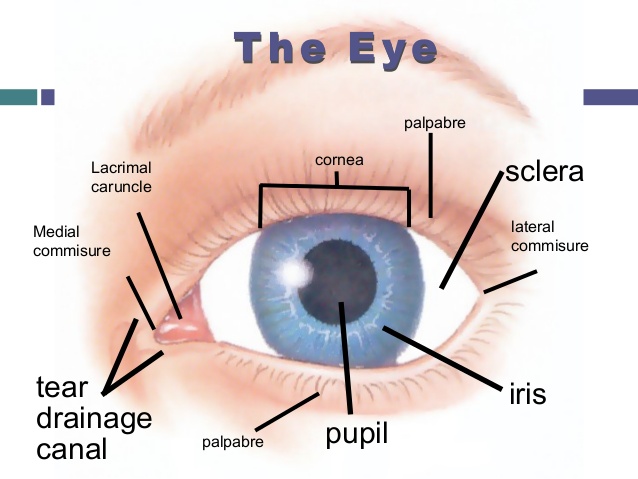 The Eye
palpabre
cornea
Lacrimal
caruncle
sclera
Medial
commisure
lateral
commisure
tear
drainage
canal
iris
palpabre
pupil